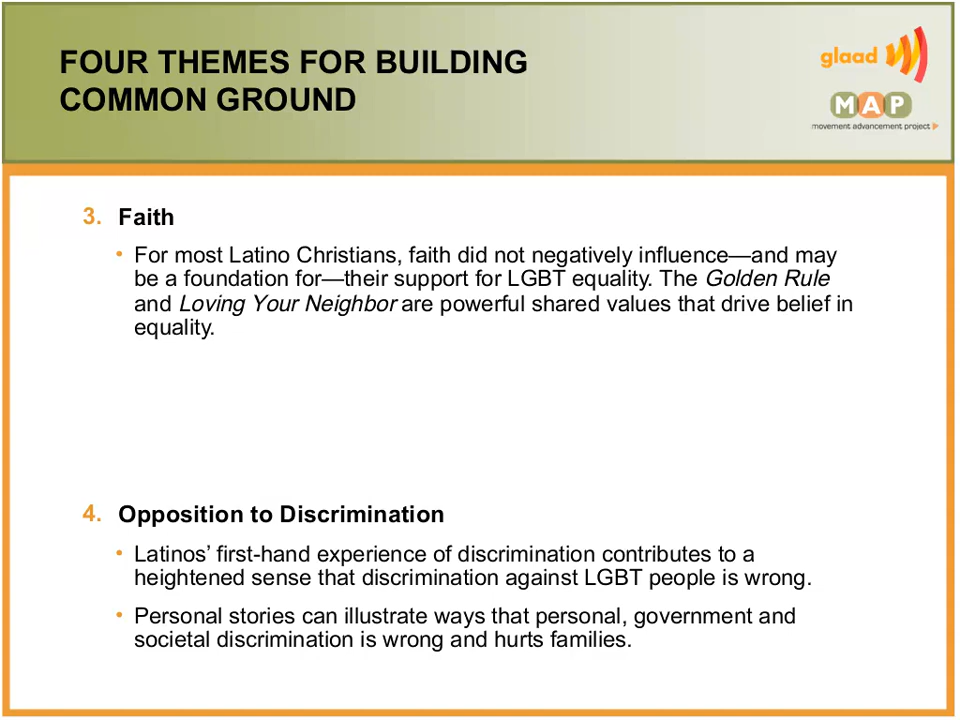 FOUR THEMES FOR BUILDING
COMMON GROUND
glaad
MAP
movement advancement project
3. Faith
• For most Latino Christians, faith did not negatively influence—and may
be a foundation for—their support for LGBT equality. The Golden Rule
and Loving Your Neighbor are powerful shared values that drive belief in
equality.
4. Opposition to Discrimination
• Latinos’ first-hand experience of discrimination contributes to a
heightened sense that discrimination against LGBT people is wrong.
• Personal stories can illustrate ways that personal, government and
societal discrimination is wrong and hurts families.